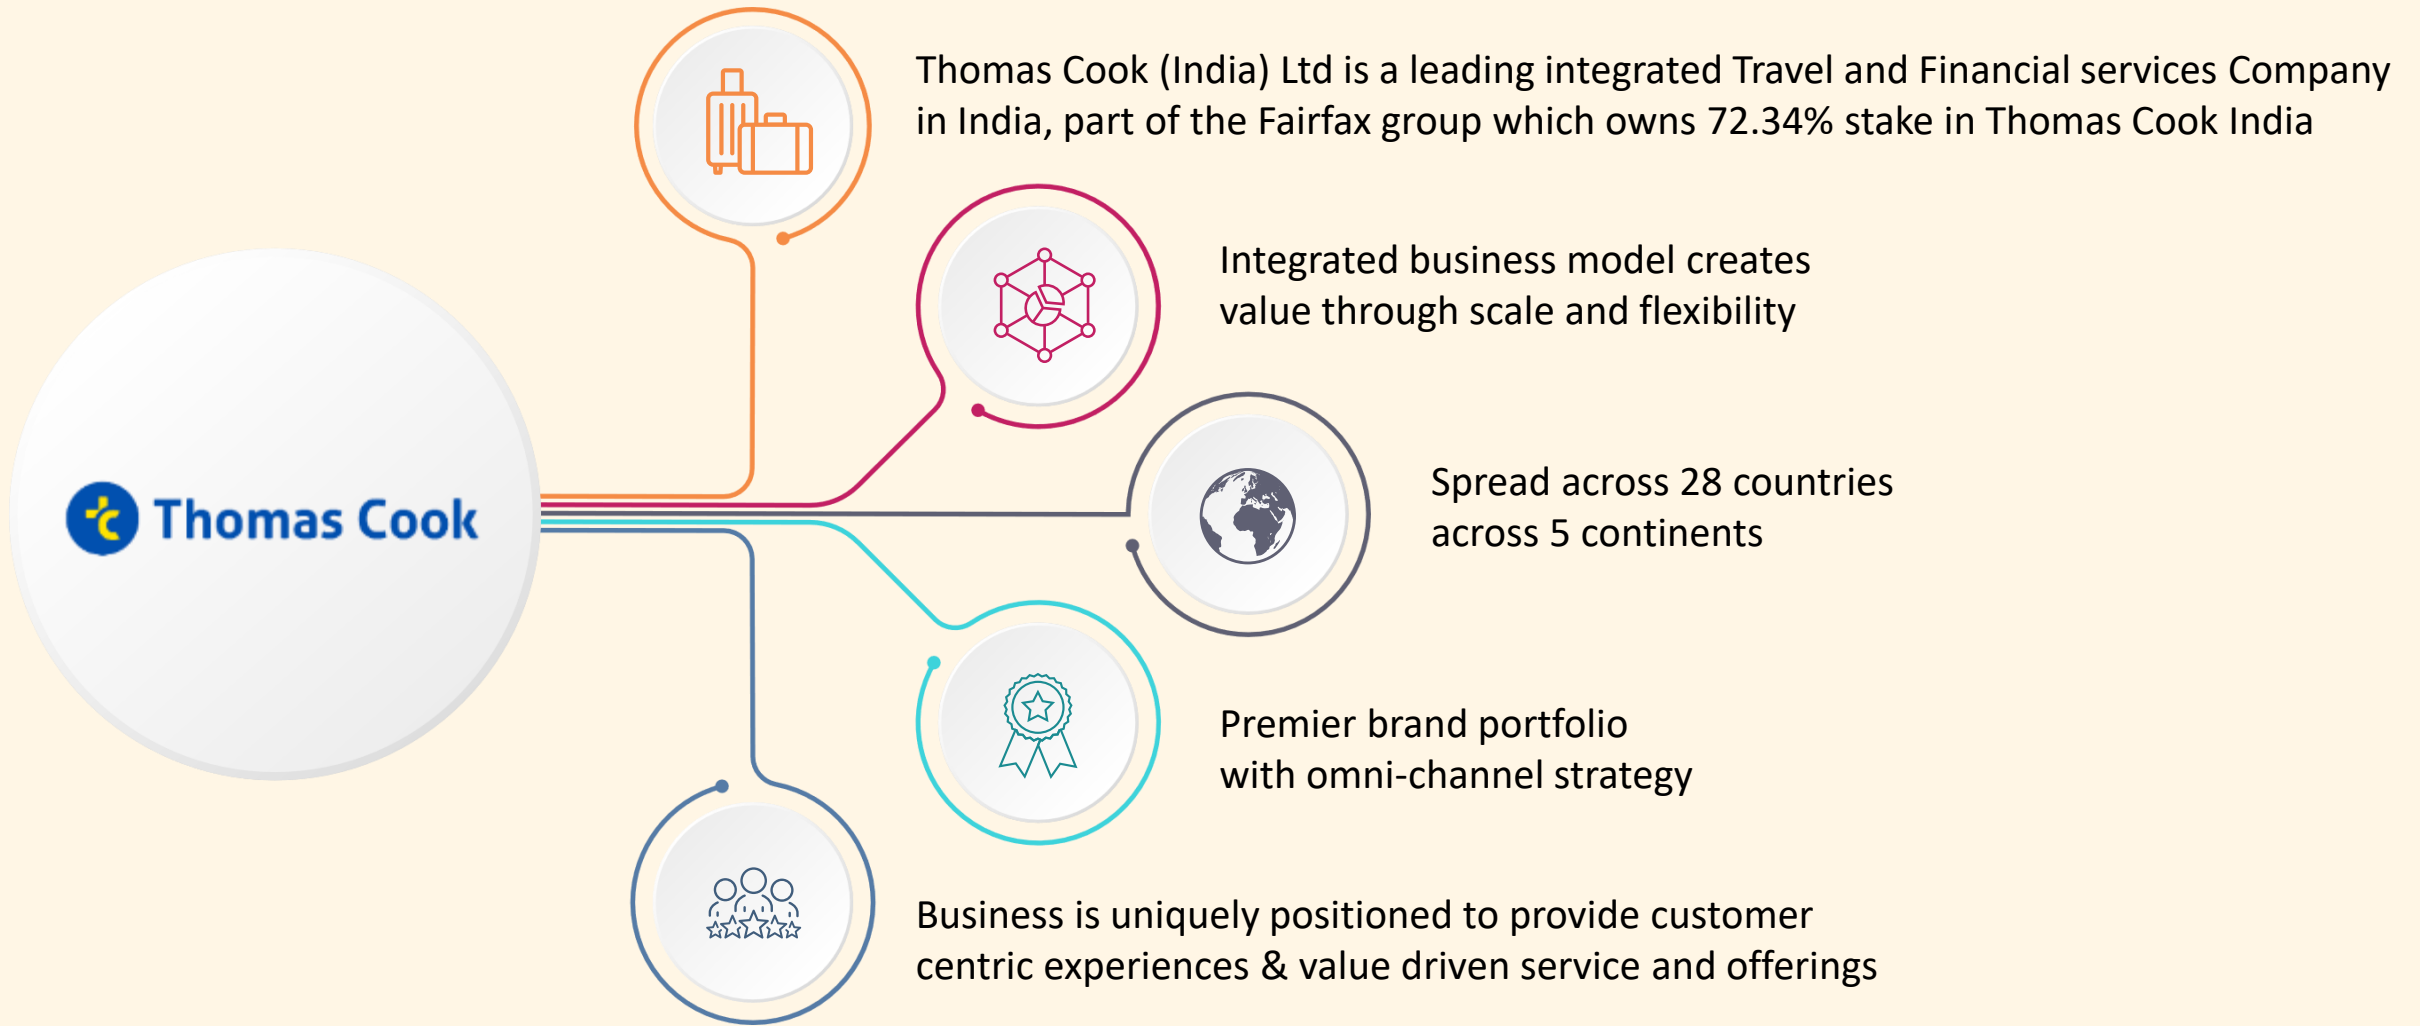 Thomas Cook (India) Ltd is a leading integrated Travel and Financial services Company
in India, part of the Fairfax group which owns 72.34% stake in Thomas Cook India
Integrated business model creates
value through scale and flexibility
Thomas Cook
Spread across 28 countries
across 5 continents
Premier brand portfolio
with omni-channel strategy
Business is uniquely positioned to provide customer
centric experiences & value driven service and offerings